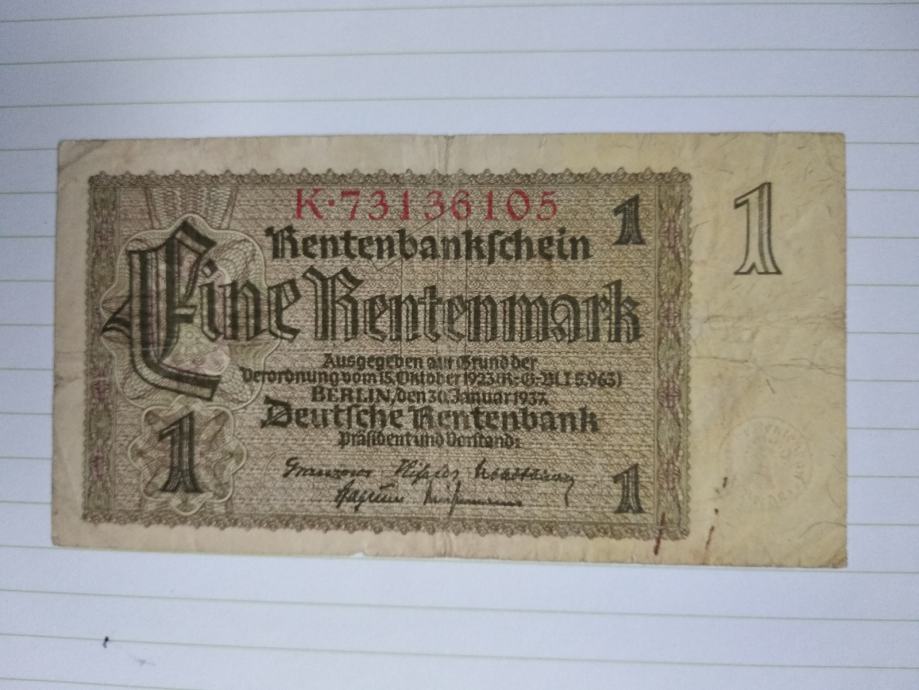 K·73136105
1
1
Rentenbankſchein
Eine Rentenmark
Ausgegeben auf Grund der
Verordnung vom 15. Oktober 1923 (R-G-Bl I S. 963)
BERLIN, den 30. Januar 1937.
Deutſche Rentenbank
Präſident und Vorſtand:
1
1